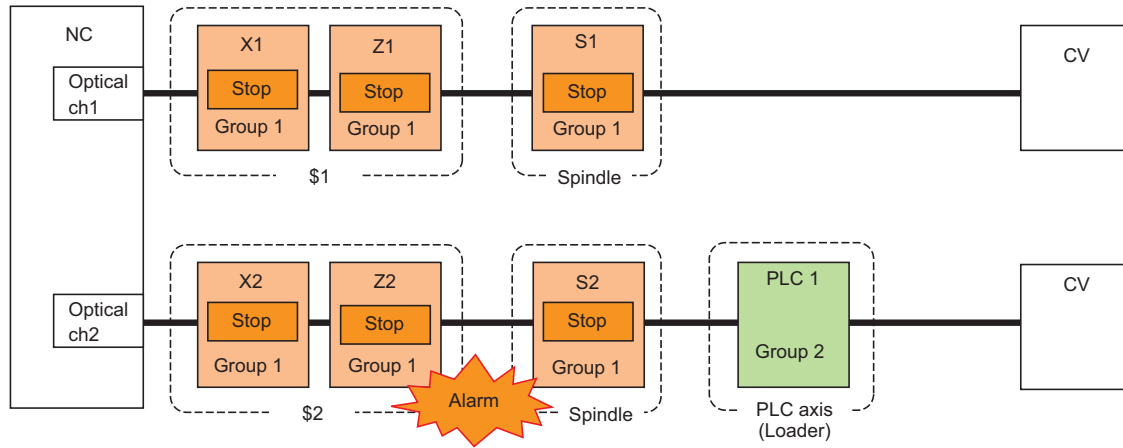 NC
Optical
ch1
X1
Stop
Group 1
Z1
Stop
Group 1
$1
S1
Stop
Group 1
Spindle
CV
Optical
ch2
X2
Stop
Group 1
Z2
Stop
Group 1
$2
Alarm
S2
Stop
Group 1
Spindle
PLC 1
Group 2
PLC axis
(Loader)
CV